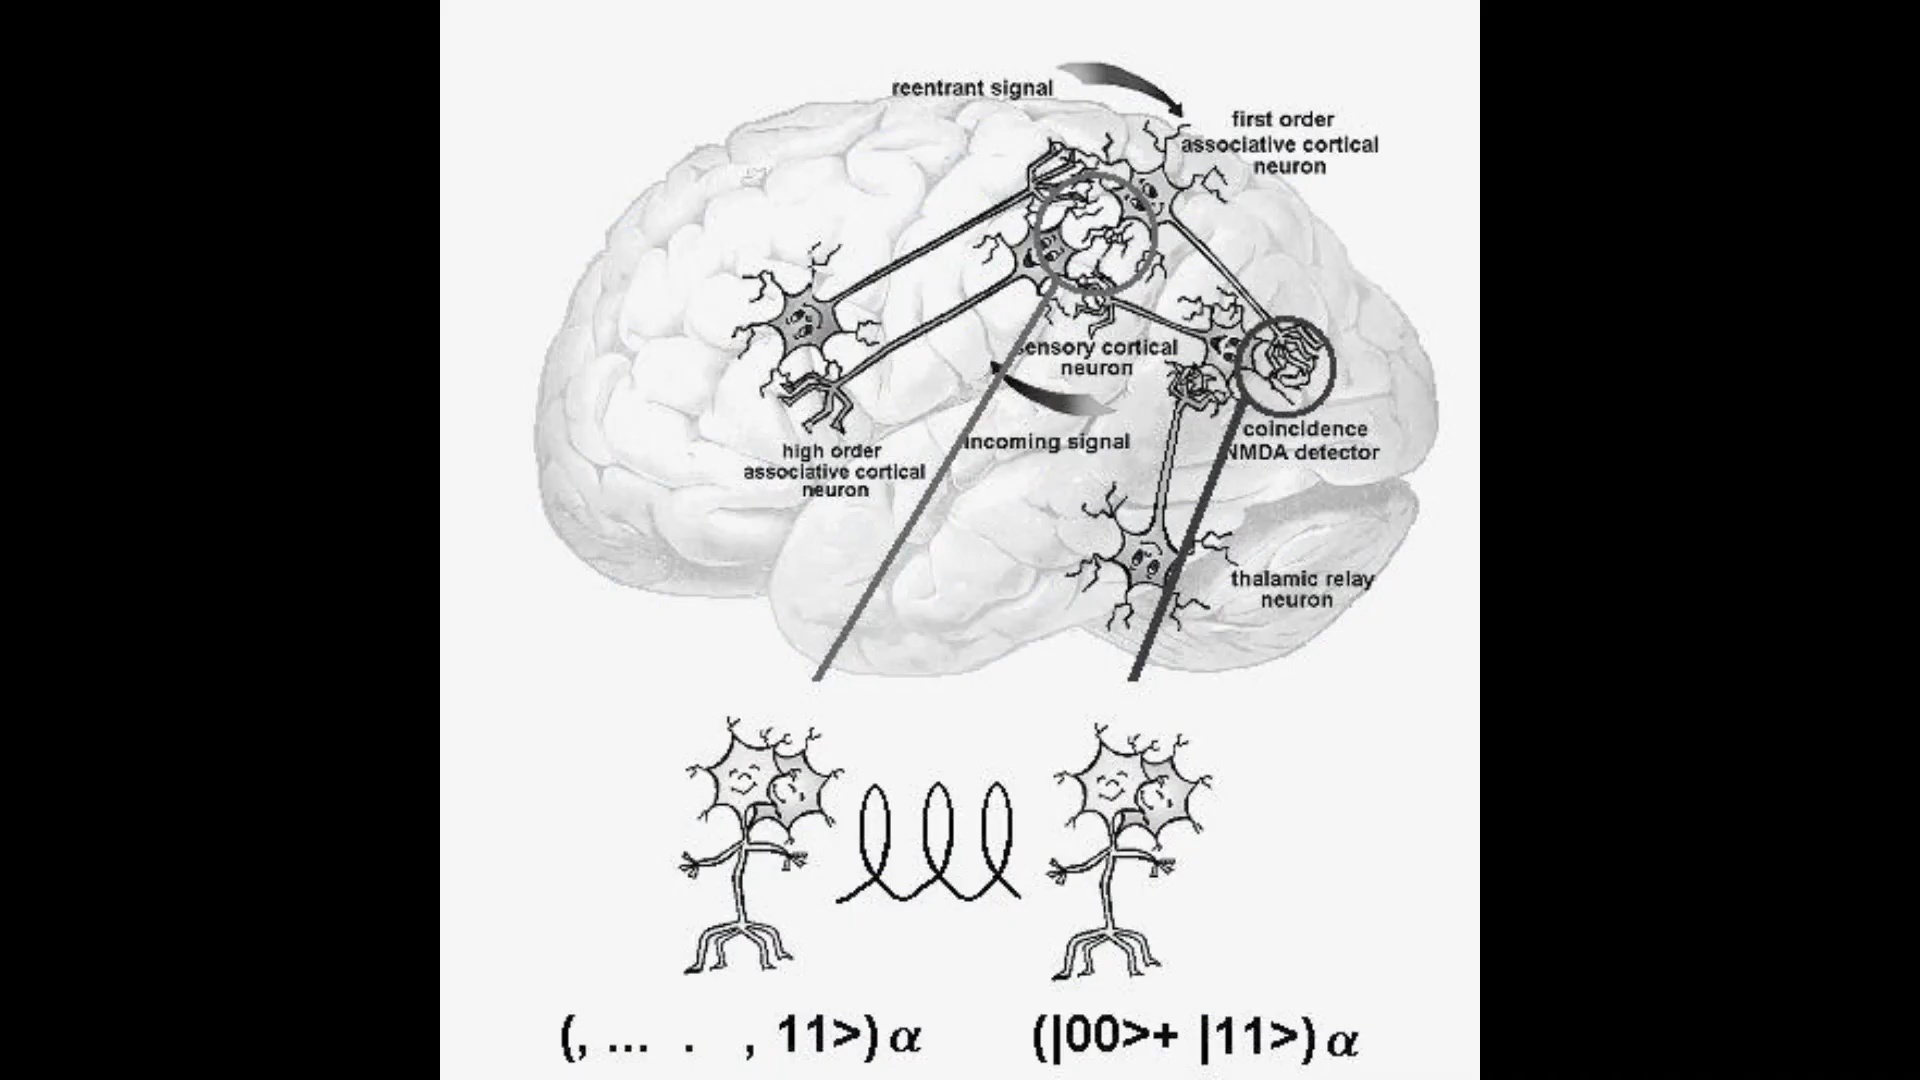 reentrant signal
first order
associative cortical
neuron
sensory cortical
neuron
incoming signal
high order
associative cortical
neuron
coincidence
NMDA detector
thalamic relay
neuron
(, ... . , 11>) α
(|00>+ |11>) α